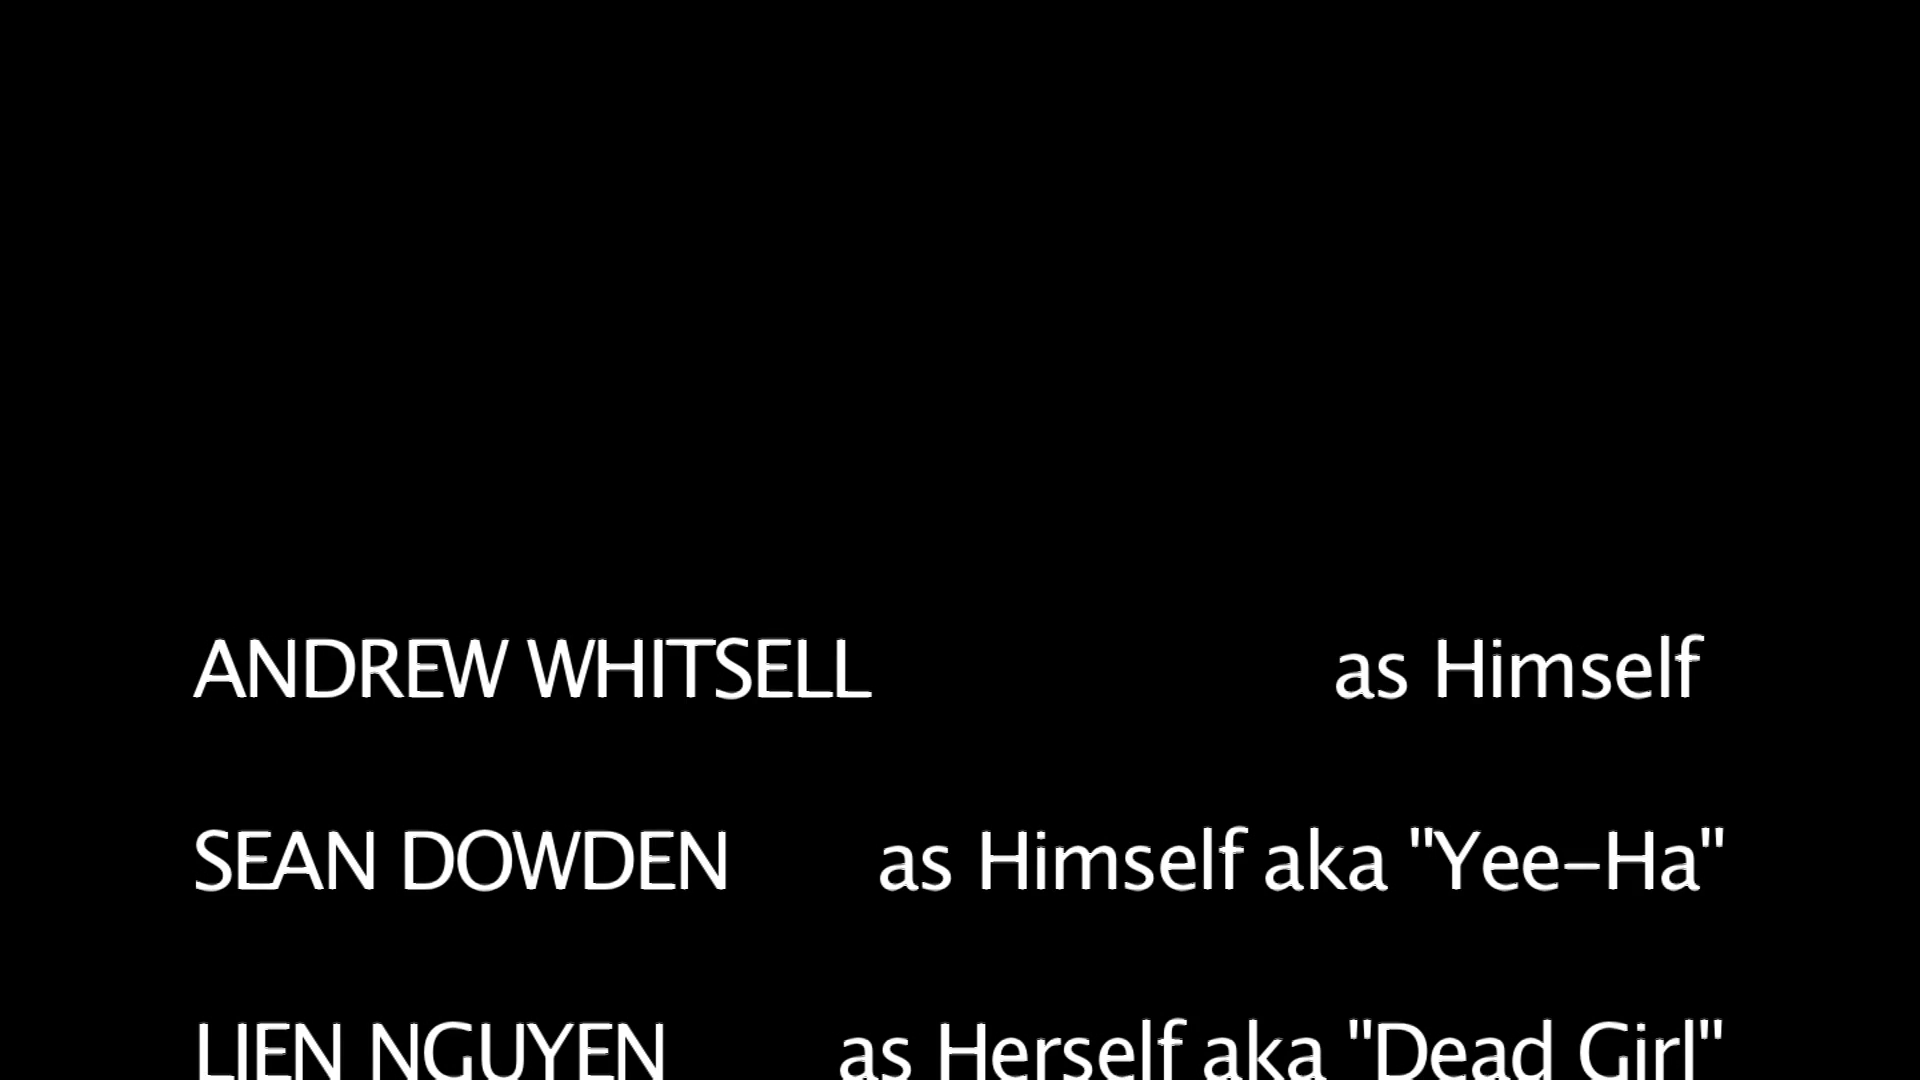 ANDREW WHITSELL as Himself
SEAN DOWDEN as Himself aka "Yee-Ha"
LIEN NGUYEN as Herself aka "Dead Girl"